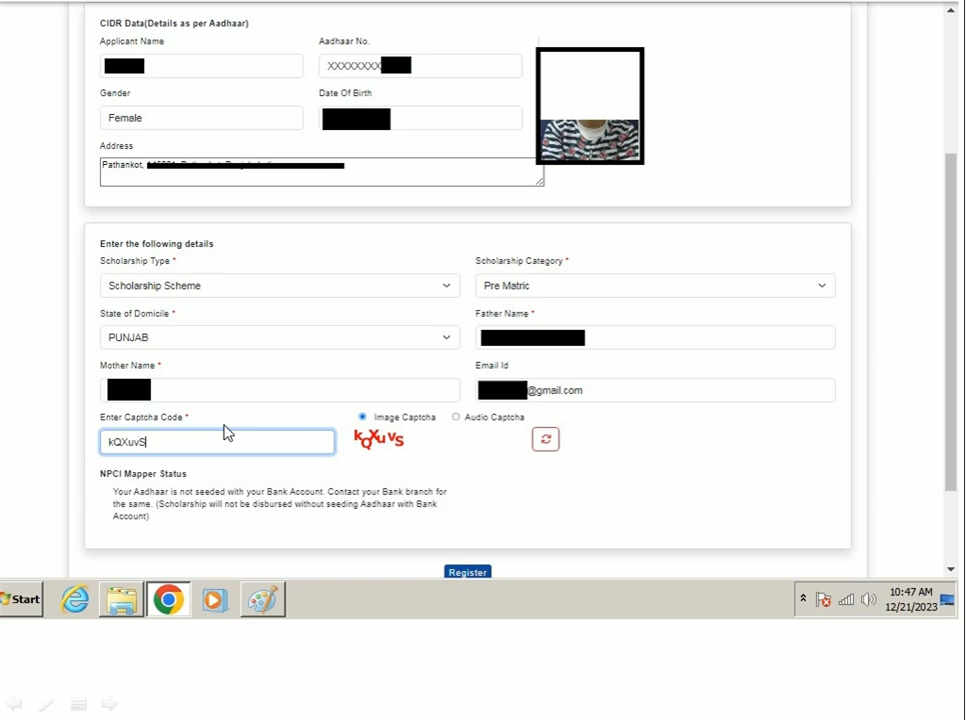 CIDR Data(Details as per Aadhaar)
Applicant Name Aadhaar No.
XXXXXXXX
Gender Date Of Birth
Female
Address
Pathankot,
Enter the following details
Scholarship Type * Scholarship Category *
Scholarship Scheme Pre Matric
State of Domicile * Father Name *
PUNJAB
Mother Name * Email Id
@gmail.com
Enter Captcha Code * Image Captcha Audio Captcha
kQXuvS kQXuvS
NPCI Mapper Status
Your Aadhaar is not seeded with your Bank Account. Contact your Bank branch for
the same. (Scholarship will not be disbursed without seeding Aadhaar with Bank
Account)
Register
Start 10:47 AM
12/21/2023